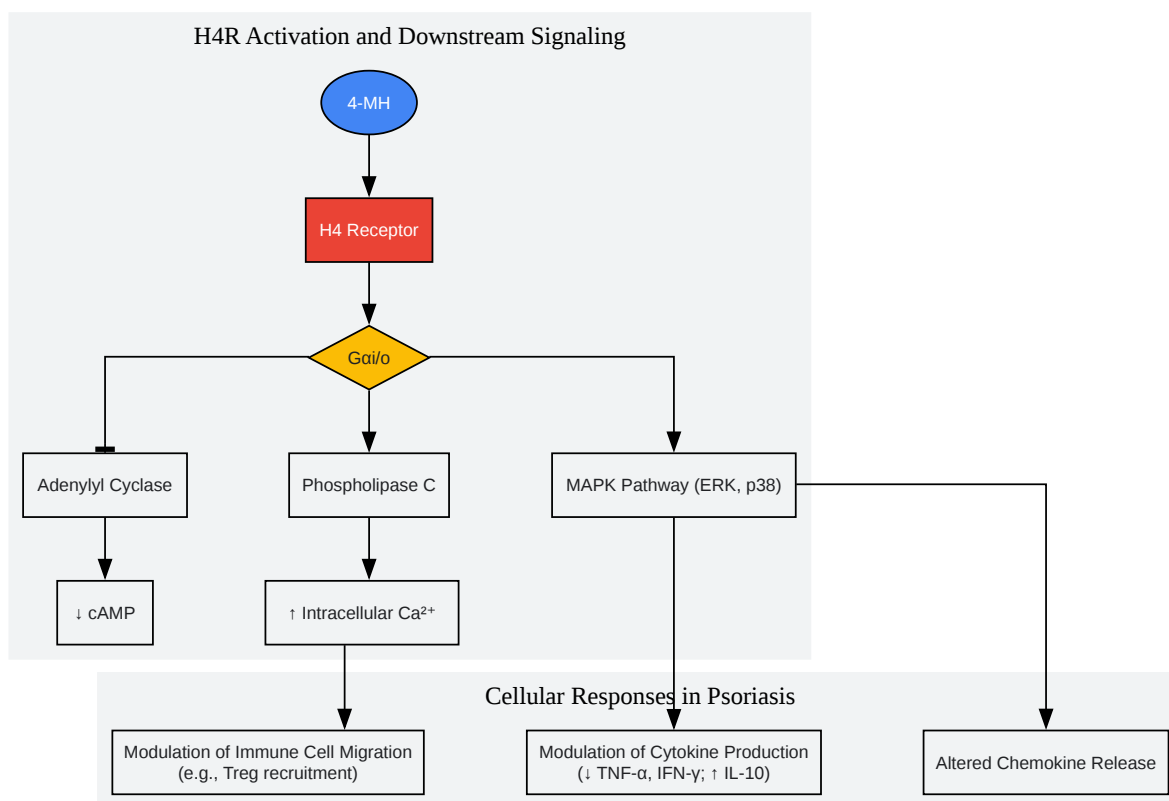 H4R Activation and Downstream Signaling
4-MH
H4 Receptor
Gαi/o
Adenylyl Cyclase
Phospholipase C
MAPK Pathway (ERK, p38)
↓ cAMP
↑ Intracellular Ca²⁺
Cellular Responses in Psoriasis
Modulation of Immune Cell Migration
(e.g., Treg recruitment)
Modulation of Cytokine Production
(↓ TNF-α, IFN-γ; ↑ IL-10)
Altered Chemokine Release